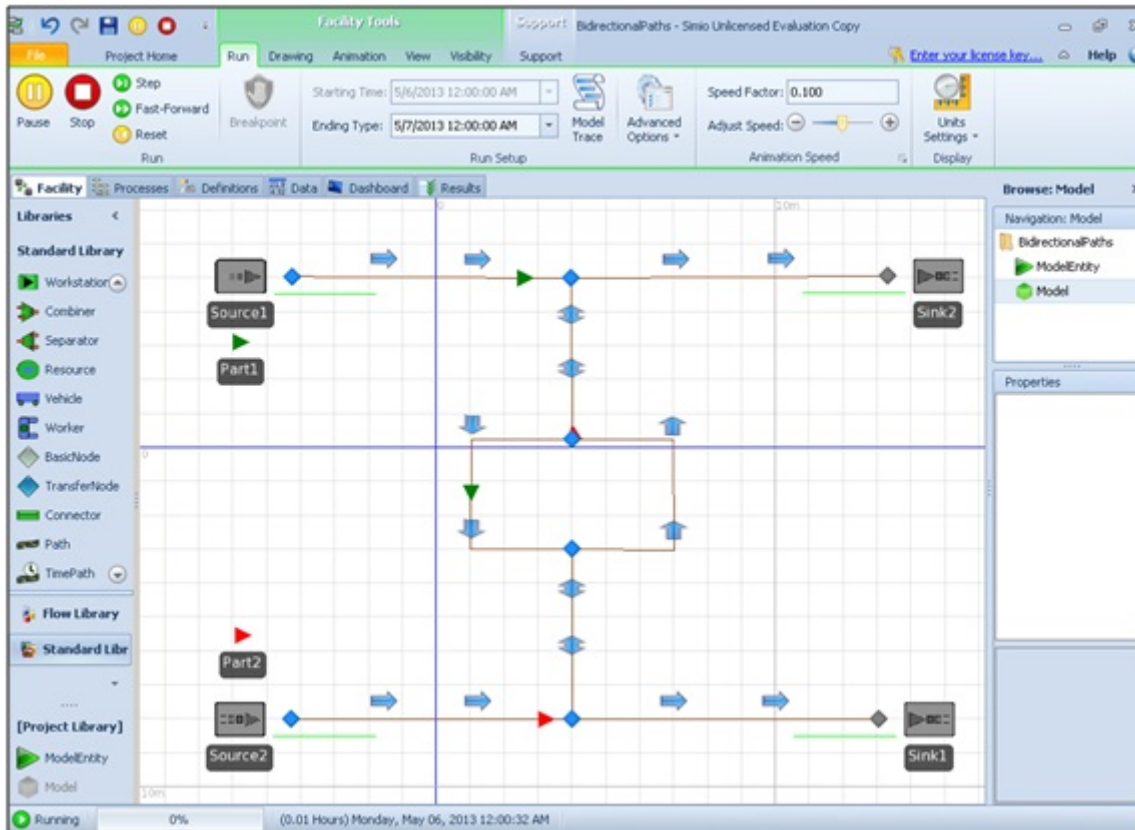 Facility Tools Support BidirectionalPaths - Simio Unlicensed Evaluation Copy
File Project Home Run Drawing Animation View Visibility Support Enter your license key.... Help
Pause
Stop
Step
Fast-Forward
Reset
Run
Breakpoint
Starting Time: 5/6/2013 12:00:00 AM
Ending Type: 5/7/2013 12:00:00 AM
Model
Trace
Advanced
Options
Run Setup
Speed Factor: 0.100
Adjust Speed:
Animation Speed
Units
Settings
Display
Facility Processes Definitions Data Dashboard Results
Libraries
Standard Library
Workstation
Combiner
Separator
Resource
Vehicle
Worker
BasicNode
TransferNode
Connector
Path
TimePath
Flow Library
Standard Libr
[Project Library]
ModelEntity
Model
0 10m
Source1 Sink2
Part1
0
Part2
Source2 Sink1
10m
Browse: Model
Navigation: Model
BidirectionalPaths
ModelEntity
Model
Properties
Running 0% (0.01 Hours) Monday, May 06, 2013 12:00:32 AM